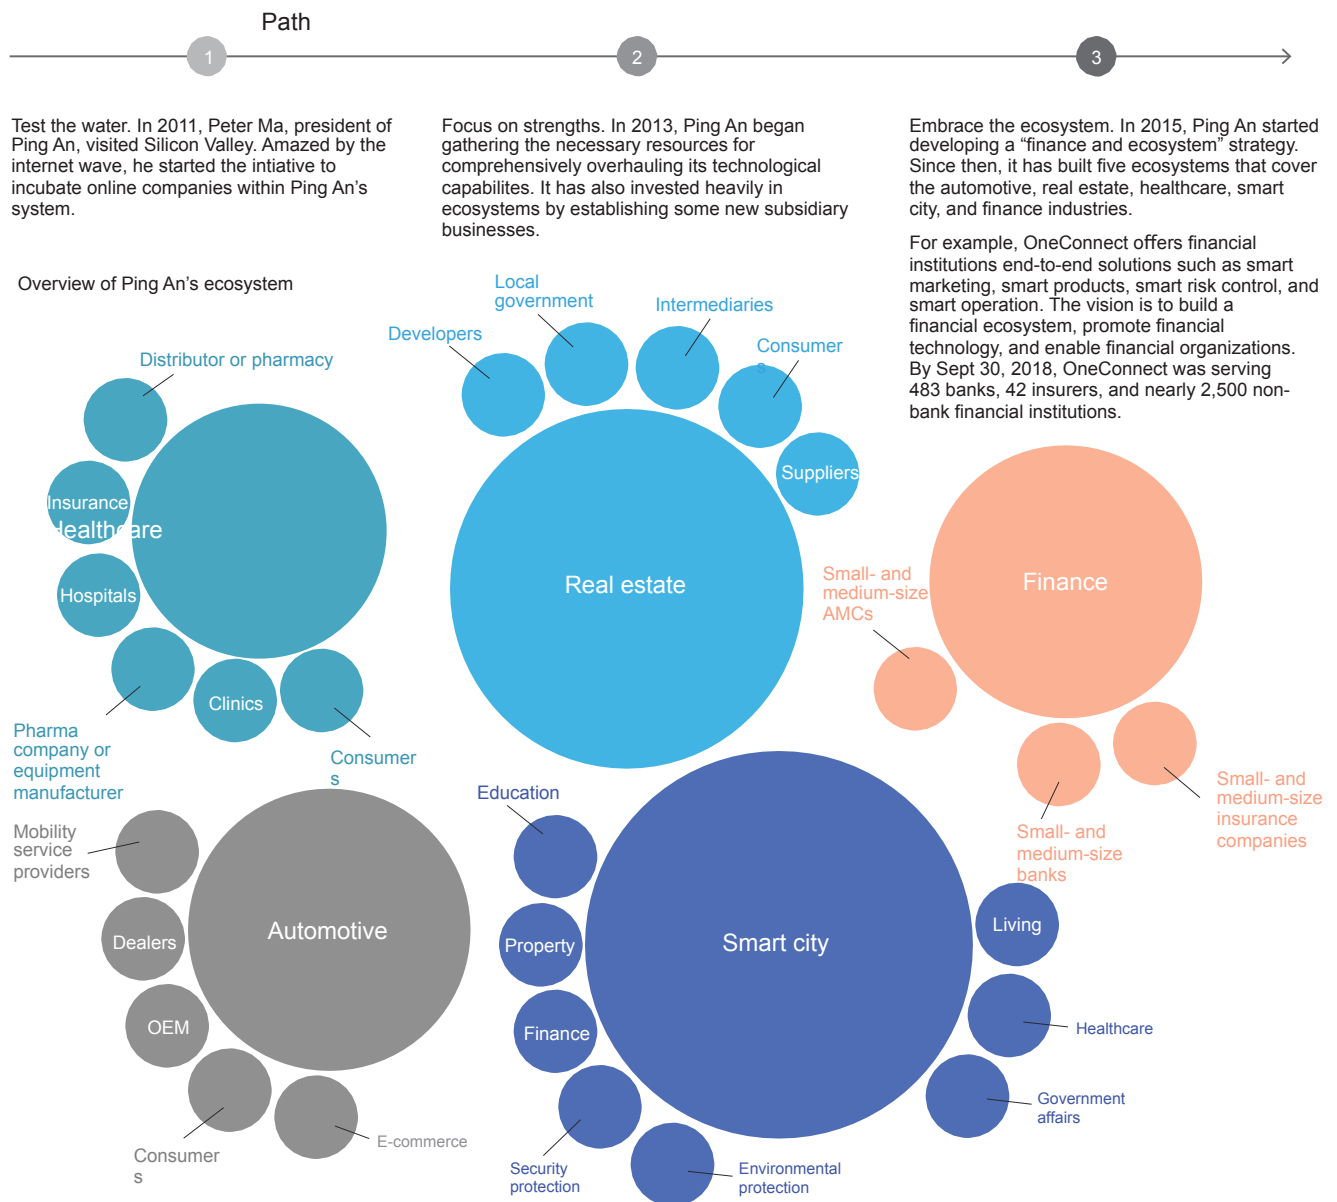 Path
1
2
3
Test the water. In 2011, Peter Ma, president of
Ping An, visited Silicon Valley. Amazed by the
internet wave, he started the intiative to
incubate online companies within Ping An's
system.
Focus on strengths. In 2013, Ping An began
gathering the necessary resources for
comprehensively overhauling its technological
capabilites. It has also invested heavily in
ecosystems by establishing some new subsidiary
businesses.
Embrace the ecosystem. In 2015, Ping An started
developing a “finance and ecosystem” strategy.
Since then, it has built five ecosystems that cover
the automotive, real estate, healthcare, smart
city, and finance industries.
For example, OneConnect offers financial
institutions end-to-end solutions such as smart
marketing, smart products, smart risk control, and
smart operation. The vision is to build a
financial ecosystem, promote financial
technology, and enable financial organizations.
By Sept 30, 2018, OneConnect was serving
483 banks, 42 insurers, and nearly 2,500 non-
bank financial institutions.
Overview of Ping An's ecosystem
Distributor or pharmacy
Insurance
Healthcare
Hospitals
Pharma
company or
equipment
manufacturer
Clinics
Consumer
s
Developers
Local
government
Intermediaries
Consumer
s
Suppliers
Real estate
Small- and
medium-size
AMCs
Finance
Small- and
medium-size
banks
Small- and
medium-size
insurance
companies
Mobility
service
providers
Dealers
Automotive
OEM
Consumer
s
E-commerce
Education
Property
Smart city
Finance
Security
protection
Environmental
protection
Living
Healthcare
Government
affairs